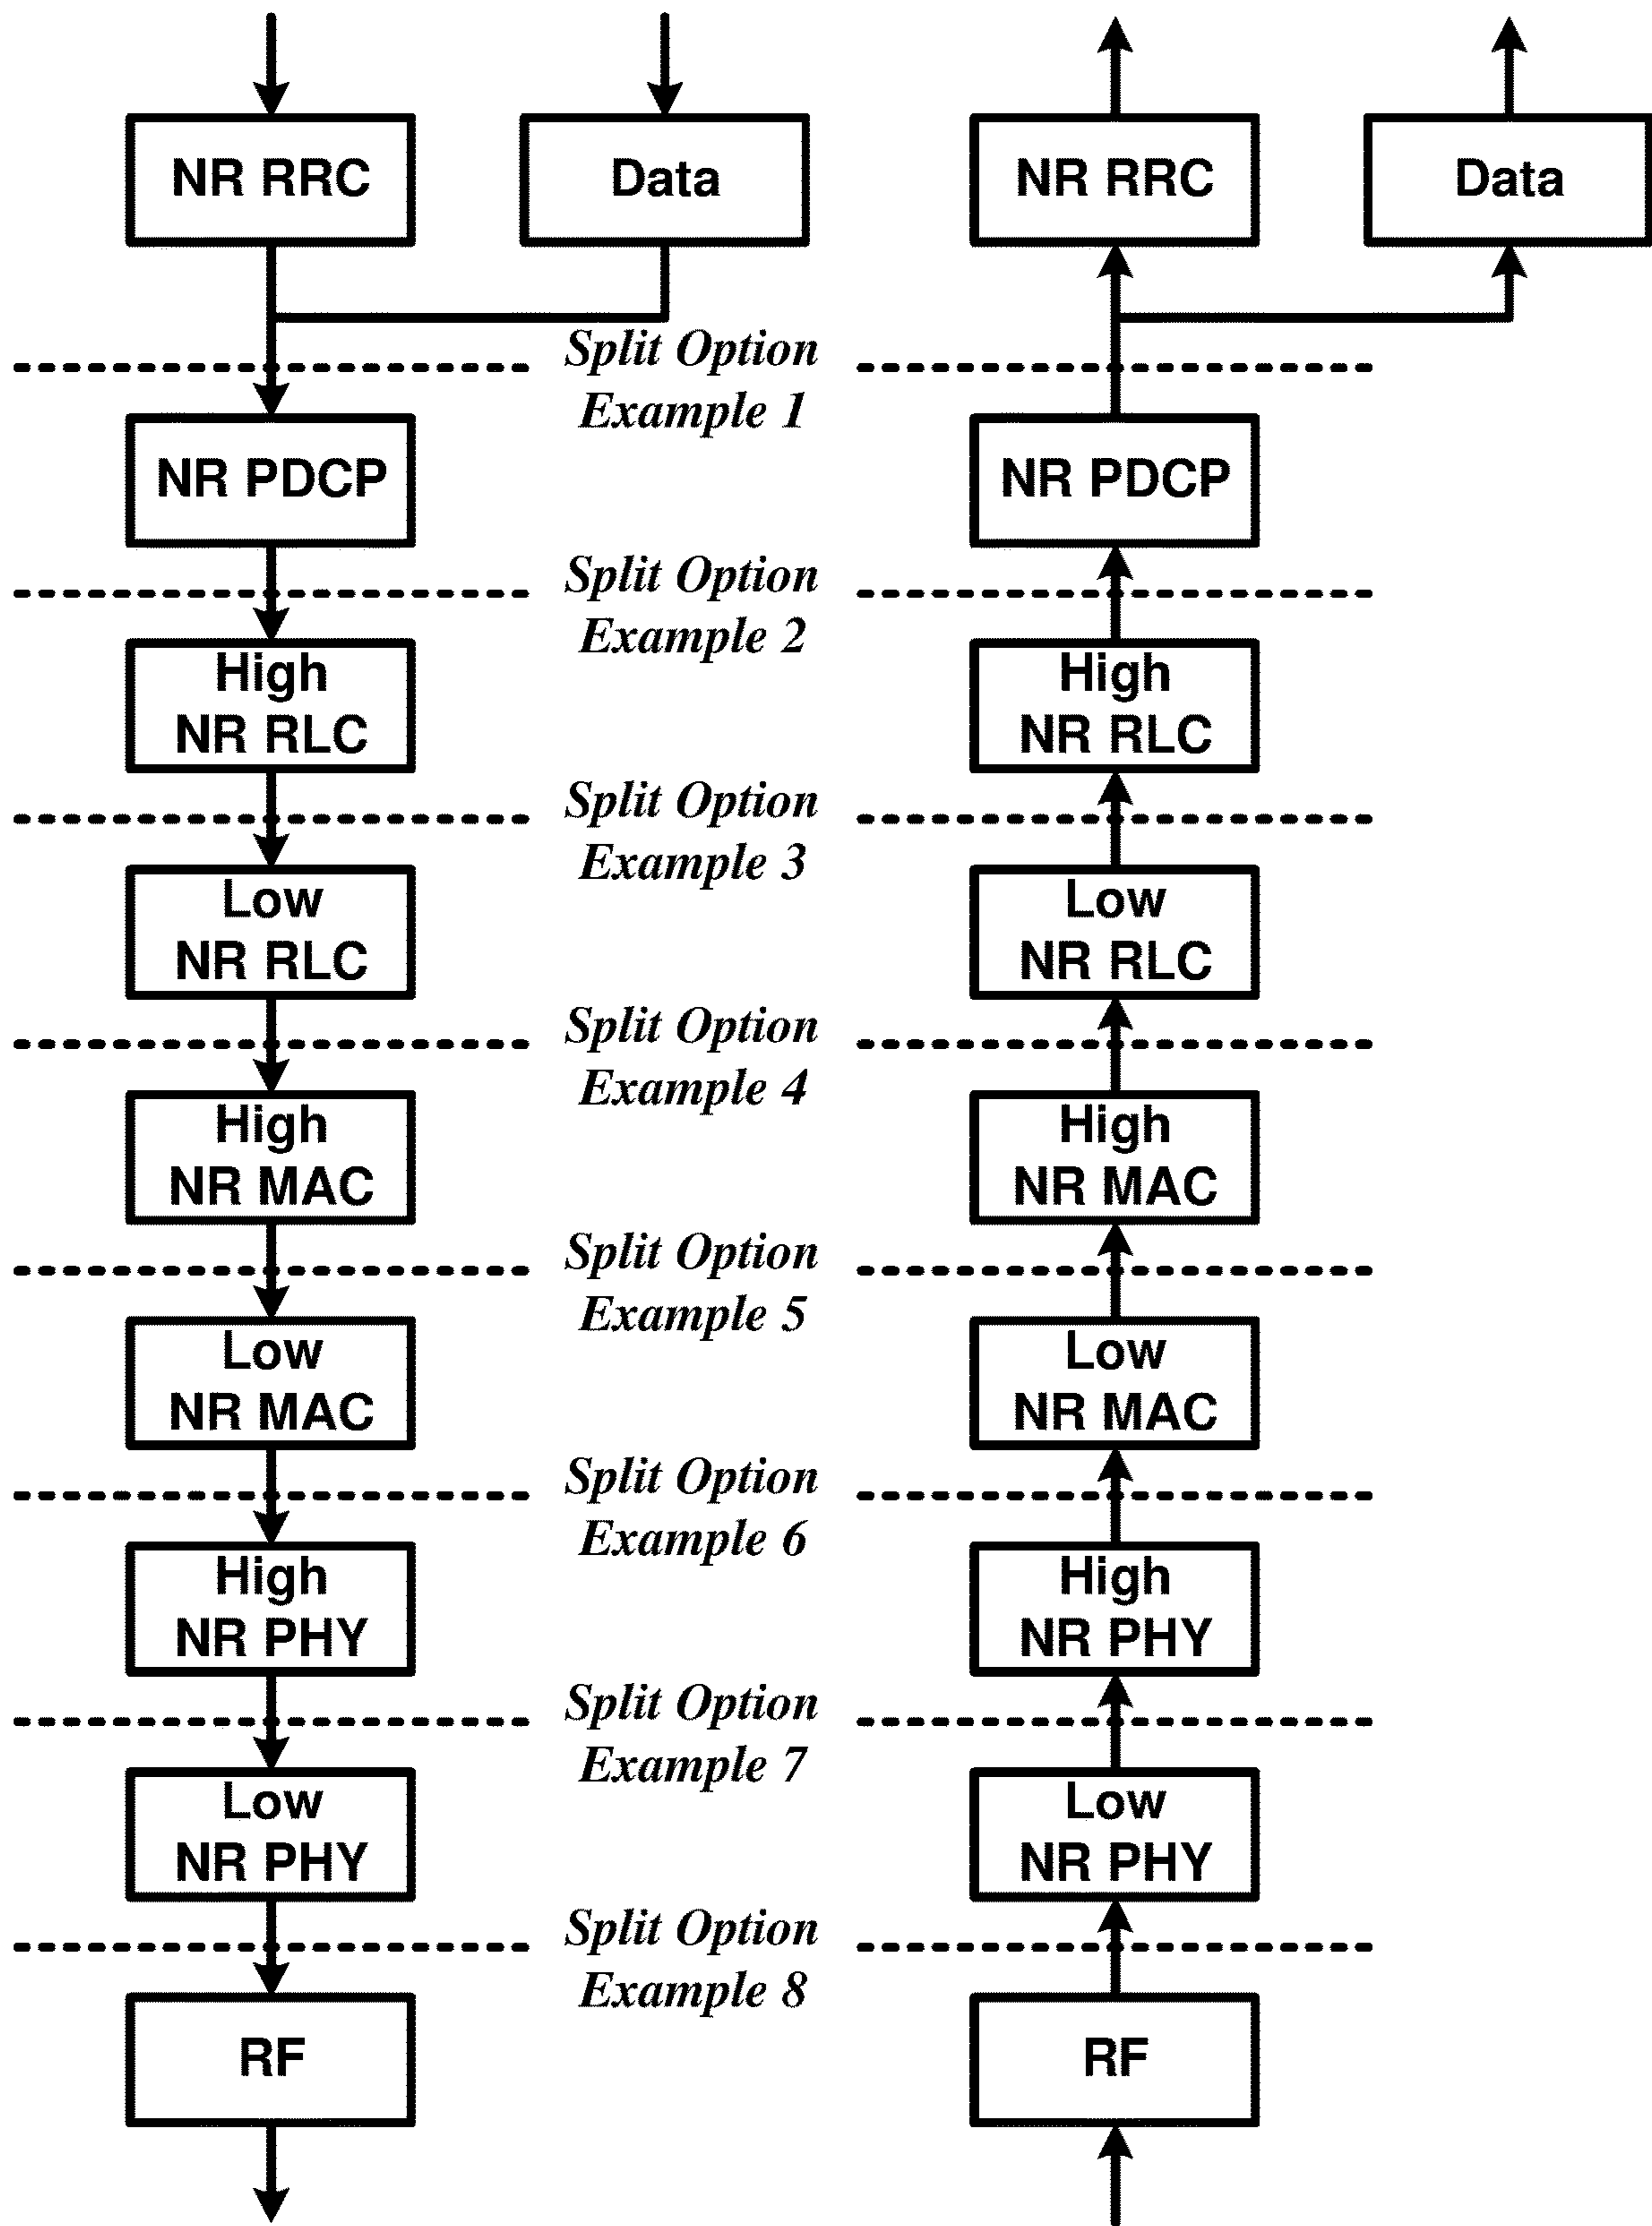 NR RRC
Data
NR RRC
Data
Split Option
Example 1
NR PDCP
NR PDCP
Split Option
Example 2
High
NR RLC
High
NR RLC
Split Option
Example 3
Low
NR RLC
Low
NR RLC
Split Option
Example 4
High
NR MAC
High
NR MAC
Split Option
Example 5
Low
NR MAC
Low
NR MAC
Split Option
Example 6
High
NR PHY
High
NR PHY
Split Option
Example 7
Low
NR PHY
Low
NR PHY
Split Option
Example 8
RF
RF